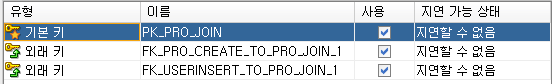 유형 이름 사용 지연 가능 상태
기본 키 PK_PRO_JOIN 지연할 수 없음
외래 키 FK_PRO_CREATE_TO_PRO_JOIN_1 지연할 수 없음
외래 키 FK_USERINSERT_TO_PRO_JOIN_1 지연할 수 없음